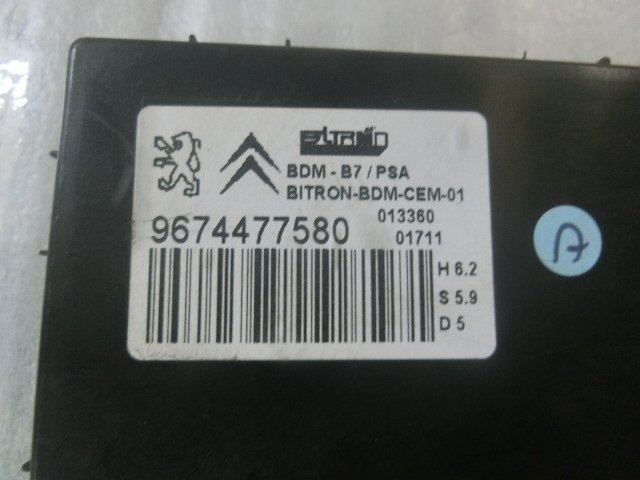 BITRON
BDM - B7 / PSA
BITRON-BDM-CEM-01
013360
9674477580
01711
H 6.2
S 5.9
D 5
A